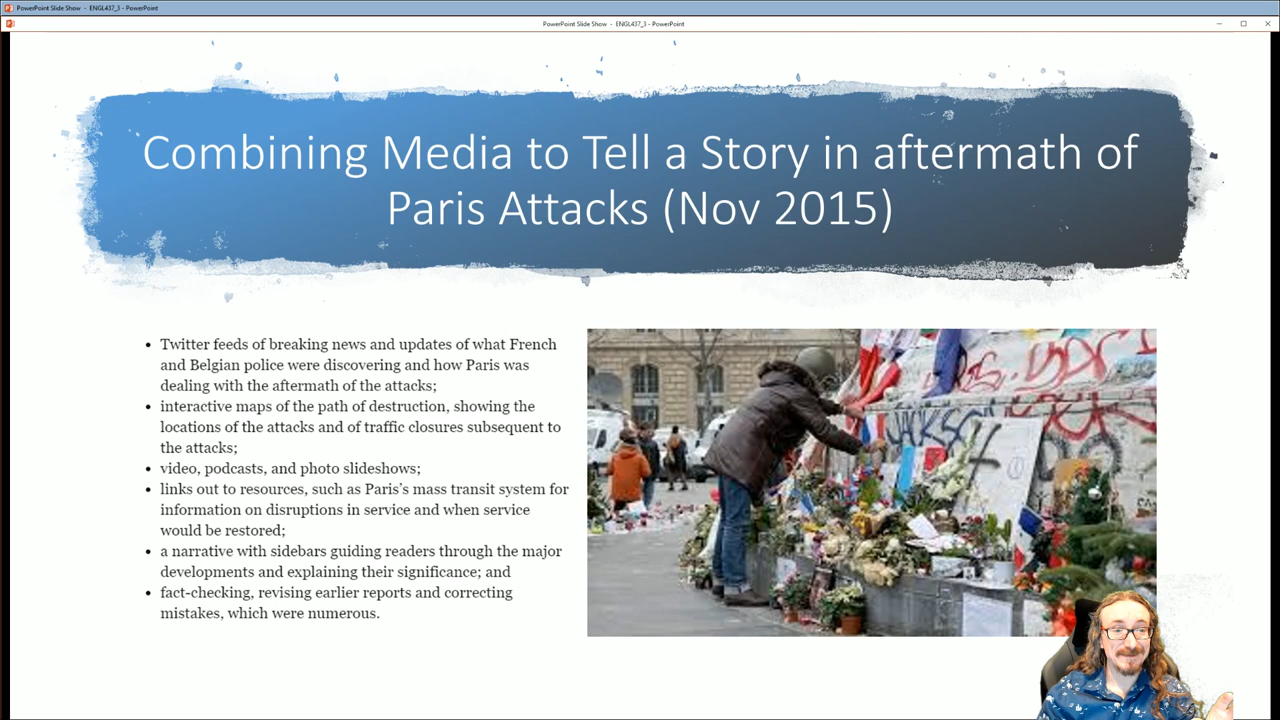 PowerPoint Slide Show - ENGL437_3 - PowerPoint
PowerPoint Slide Show - ENGL437_3 - PowerPoint
Combining Media to Tell a Story in aftermath of
Paris Attacks (Nov 2015)
• Twitter feeds of breaking news and updates of what French
and Belgian police were discovering and how Paris was
dealing with the aftermath of the attacks;
• interactive maps of the path of destruction, showing the
locations of the attacks and of traffic closures subsequent to
the attacks;
• video, podcasts, and photo slideshows;
• links out to resources, such as Paris’s mass transit system for
information on disruptions in service and when service
would be restored;
• a narrative with sidebars guiding readers through the major
developments and explaining their significance; and
• fact-checking, revising earlier reports and correcting
mistakes, which were numerous.